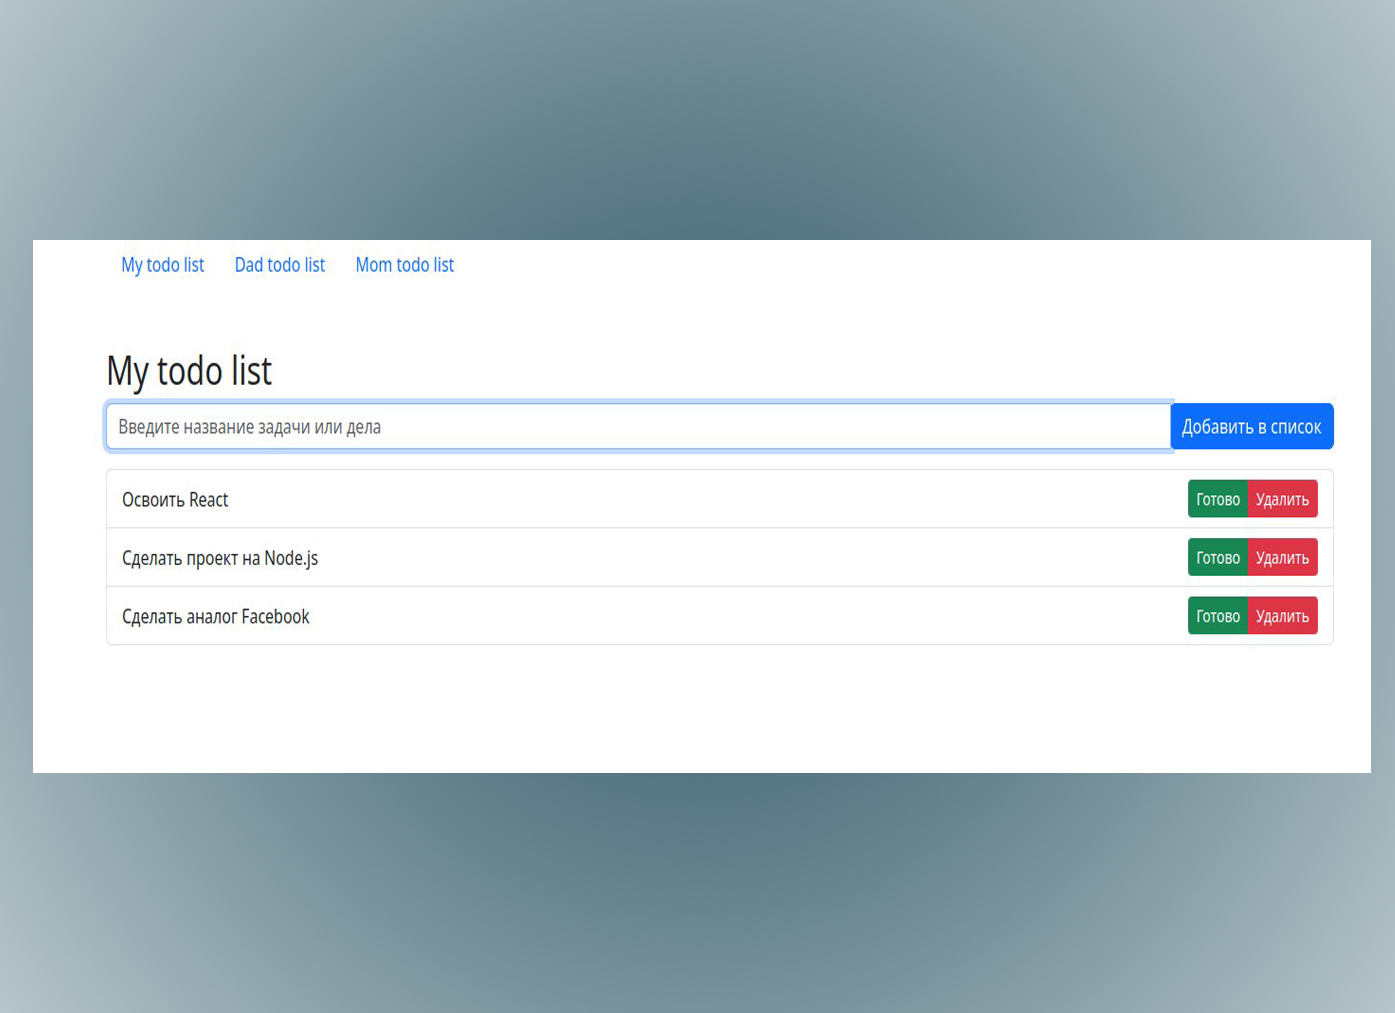 My todo list Dad todo list Mom todo list
My todo list
Введите название задачи или дела Добавить в список
Освоить React Готово Удалить
Сделать проект на Node.js Готово Удалить
Сделать аналог Facebook Готово Удалить